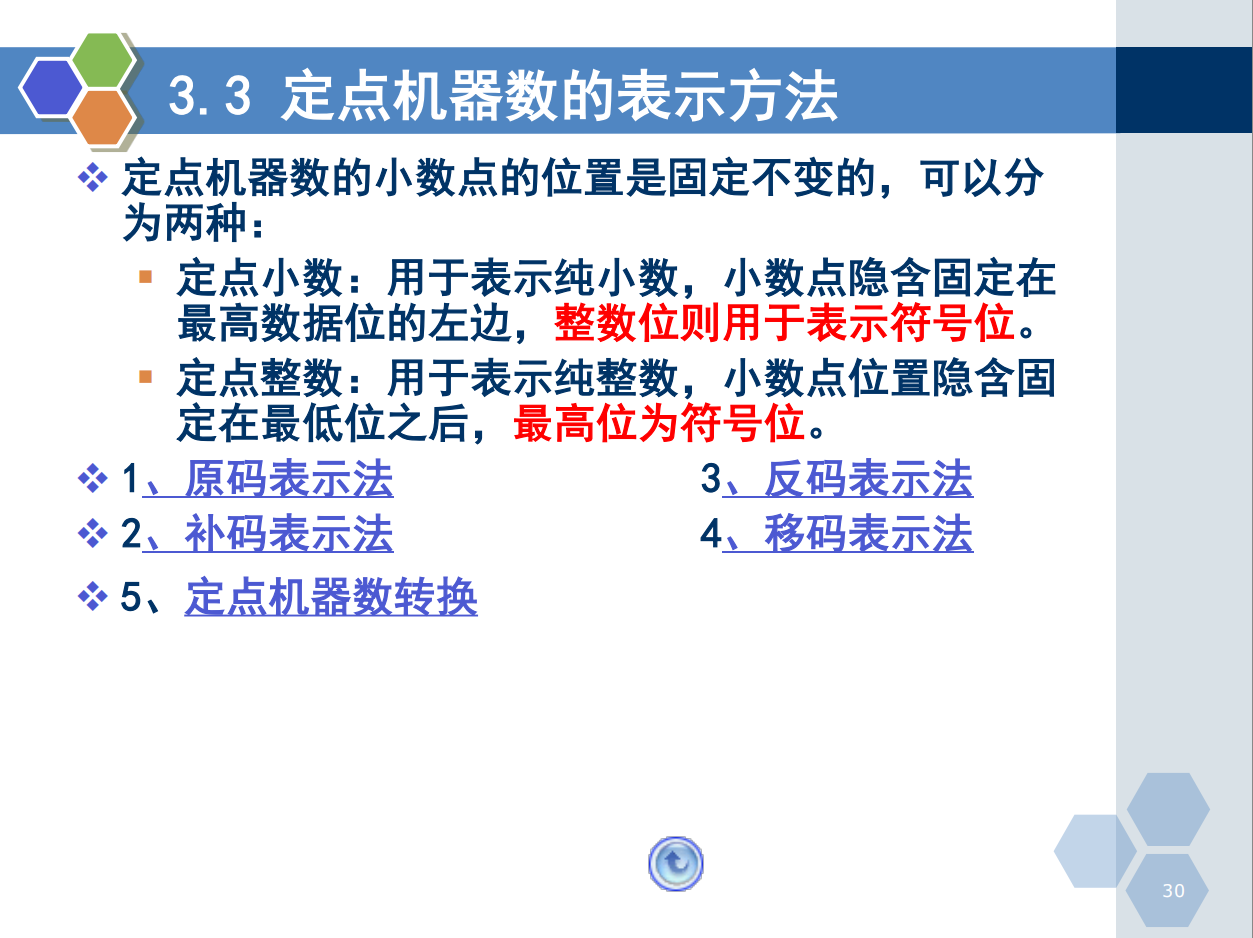 3.3 定点机器数的表示方法
定点机器数的小数点的位置是固定不变的，可以分
为两种：
定点小数：用于表示纯小数，小数点隐含固定在
最高数据位的左边，整数位则用于表示符号位。
定点整数：用于表示纯整数，小数点位置隐含固
定在最低位之后，最高位为符号位。
1、原码表示法 3、反码表示法
2、补码表示法 4、移码表示法
5、定点机器数转换
30